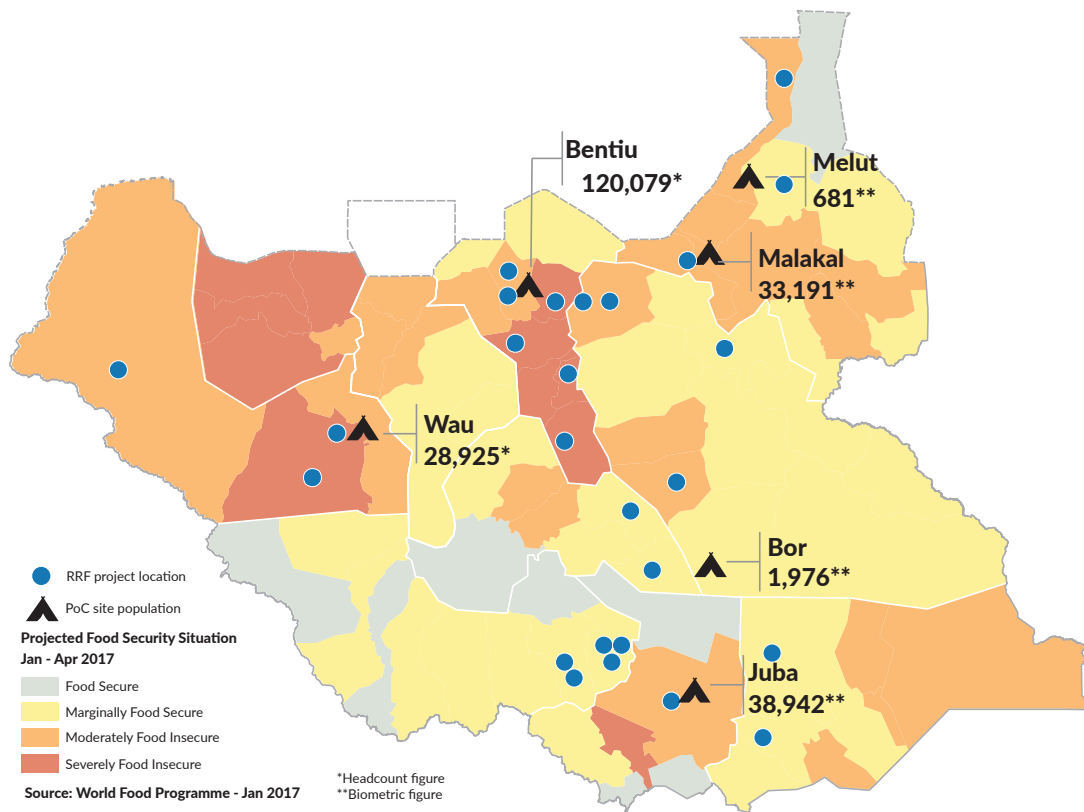 Bentiu
120,079*
Melut
681**
Malakal
33,191**
Wau
28,925*
Bor
1,976**
Juba
38,942**
RRF project location
PoC site population
Projected Food Security Situation
Jan - Apr 2017
Food Secure
Marginally Food Secure
Moderately Food Insecure
Severely Food Insecure
Source: World Food Programme - Jan 2017
*Headcount figure
**Biometric figure